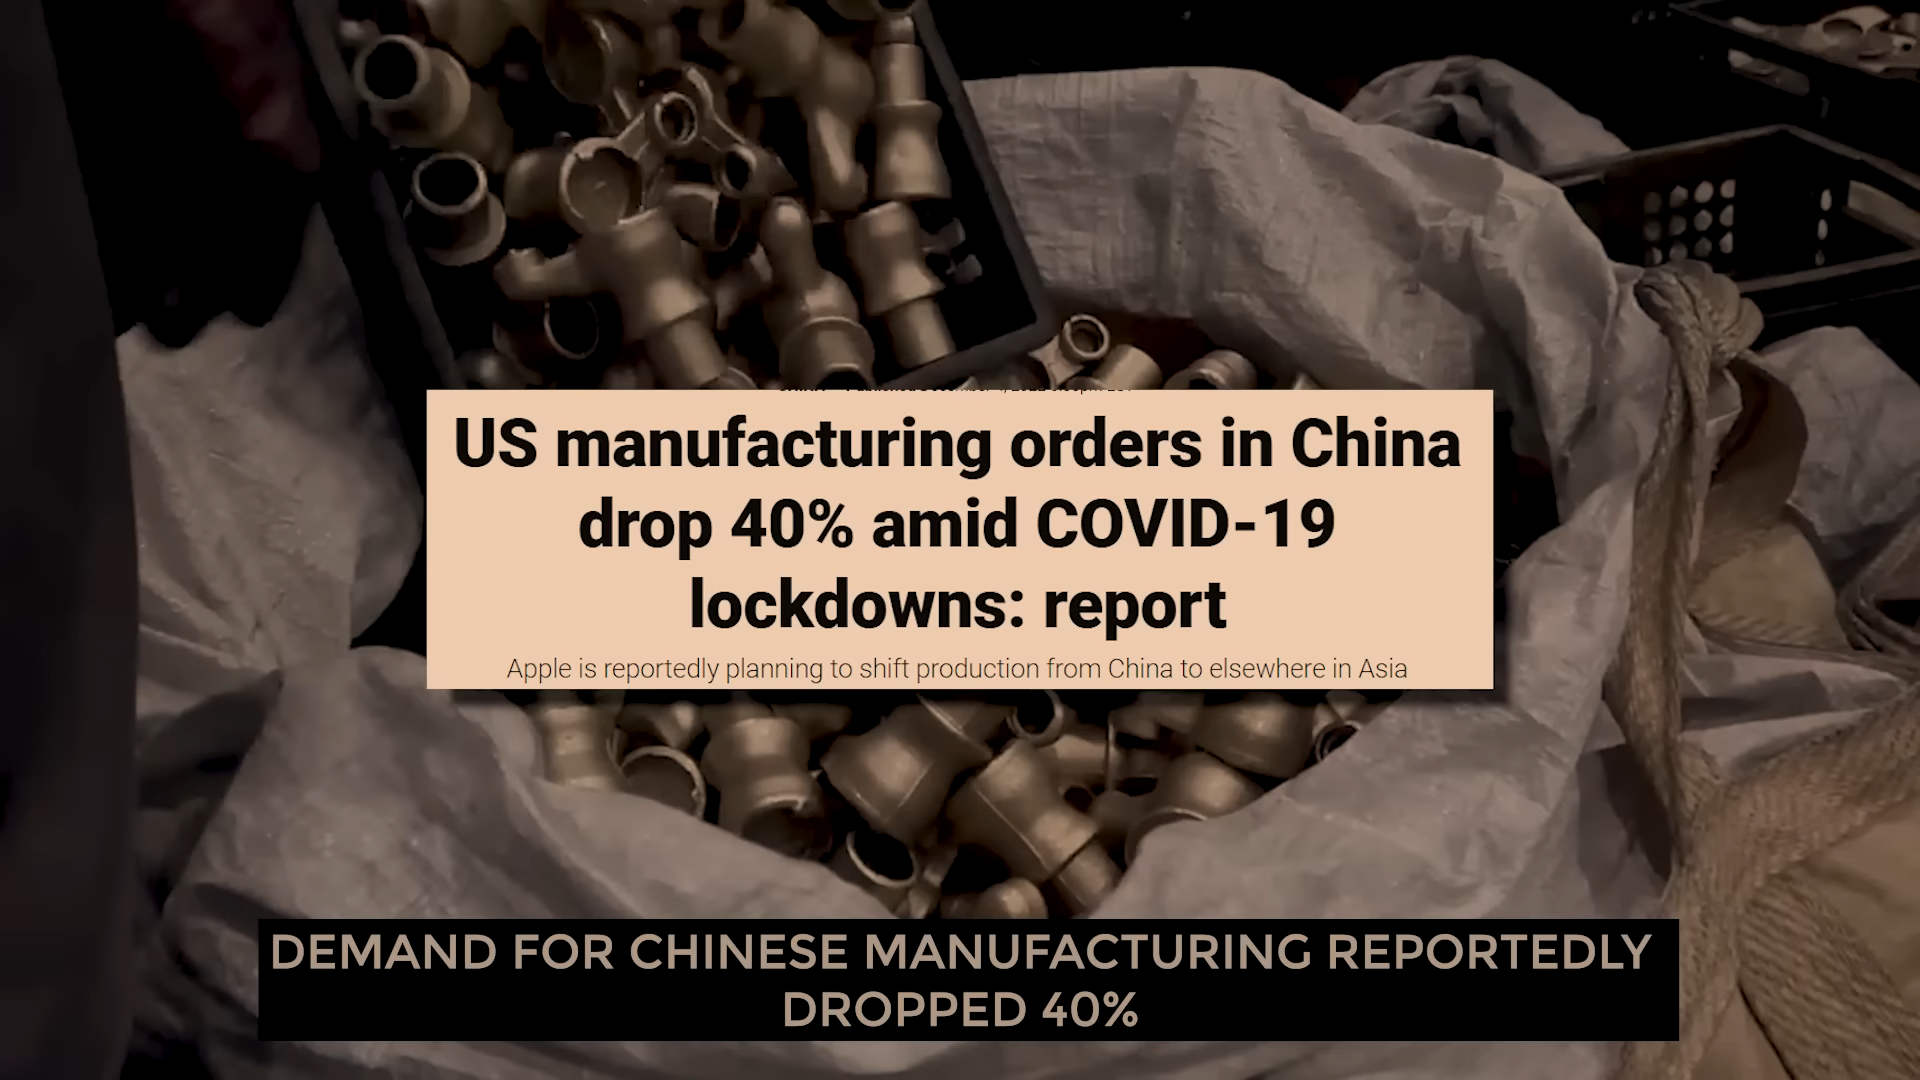 US manufacturing orders in China
drop 40% amid COVID-19
lockdowns: report
Apple is reportedly planning to shift production from China to elsewhere in Asia
DEMAND FOR CHINESE MANUFACTURING REPORTEDLY
DROPPED 40%